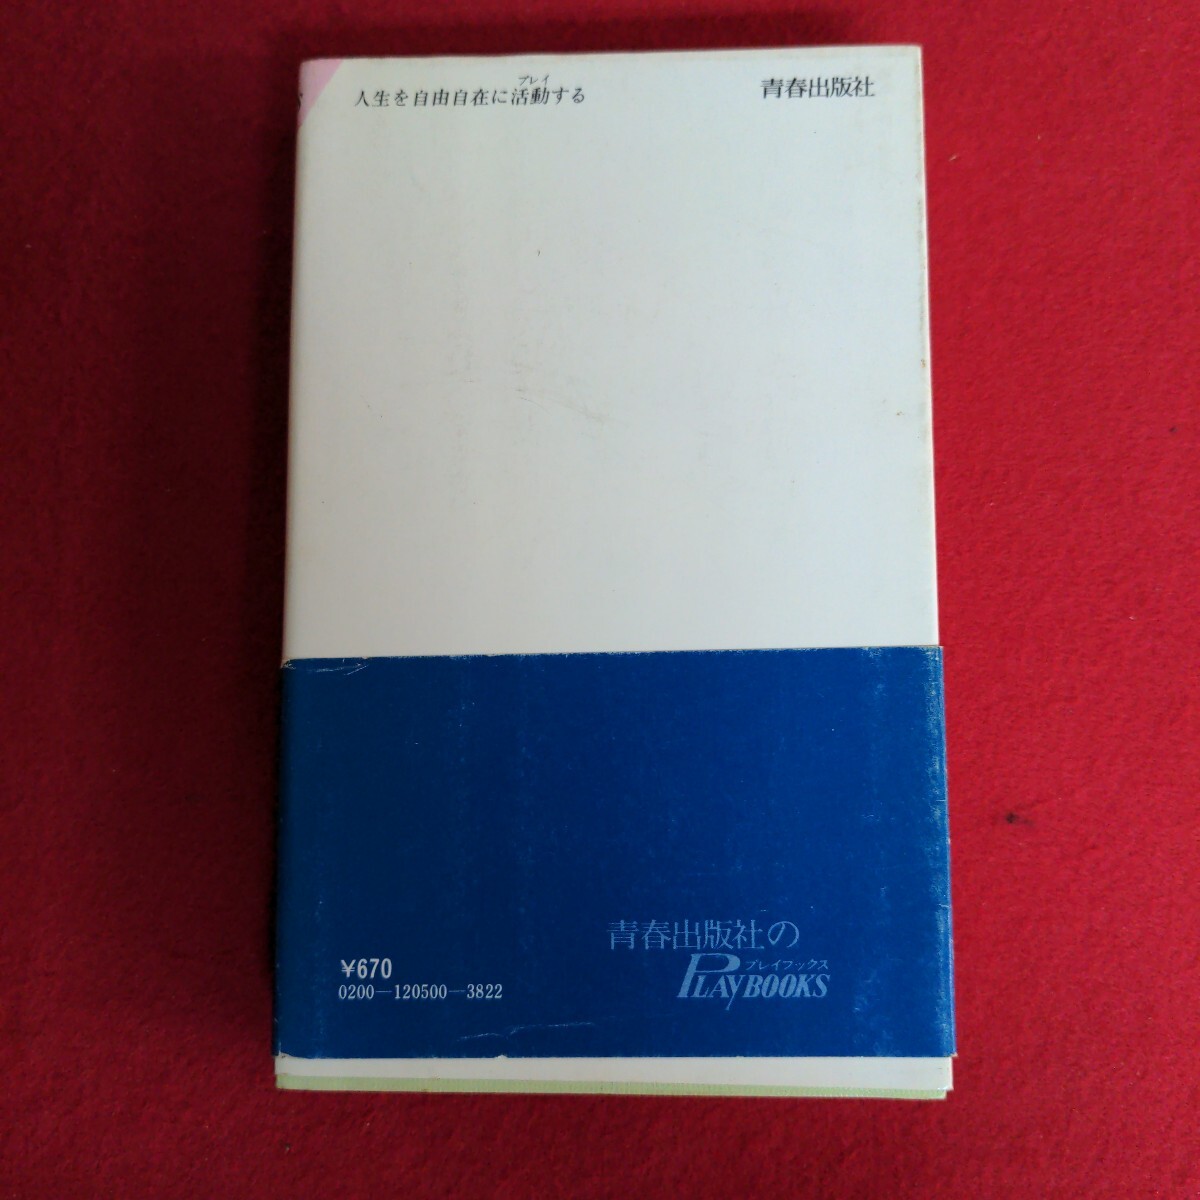 プレイ
人生を自由自在に活動する
青春出版社
青春出版社の
プレイブックス
PLAYBOOKS
¥670
0200-120500-3822